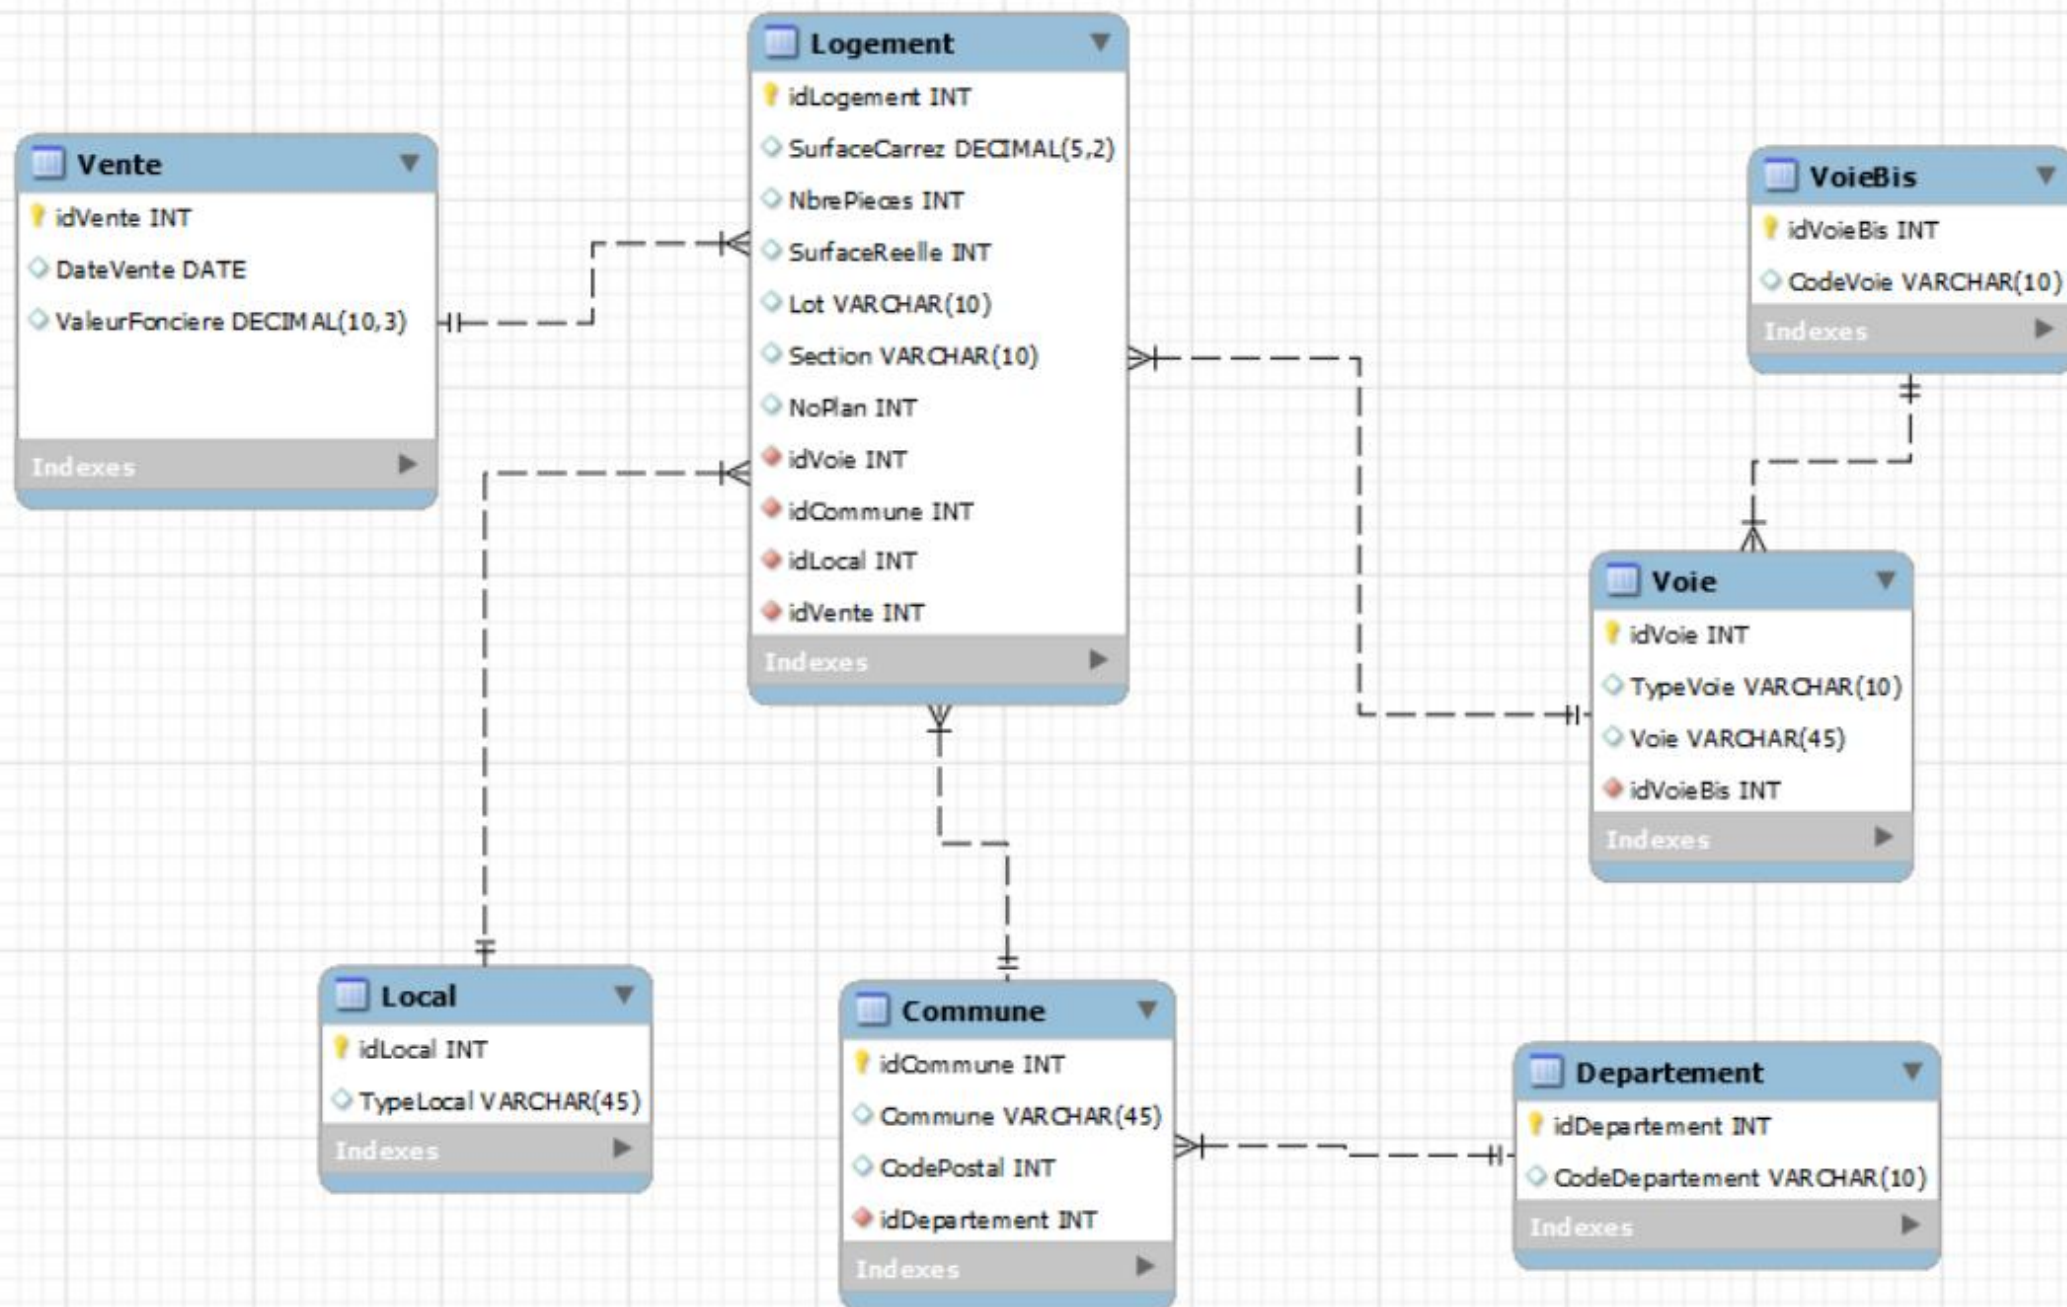 Logement
idLogement INT
SurfaceCarrez DECIMAL(5,2)
NbrePieces INT
SurfaceReelle INT
Lot VARCHAR(10)
Section VARCHAR(10)
NoPlan INT
idVoie INT
idCommune INT
idLocal INT
idVente INT
Indexes
Vente
idVente INT
DateVente DATE
ValeurFonciere DECIMAL(10,3)
Indexes
VoieBis
idVoieBis INT
CodeVoie VARCHAR(10)
Indexes
Voie
idVoie INT
TypeVoie VARCHAR(10)
Voie VARCHAR(45)
idVoieBis INT
Indexes
Local
idLocal INT
TypeLocal VARCHAR(45)
Indexes
Commune
idCommune INT
Commune VARCHAR(45)
CodePostal INT
idDepartement INT
Indexes
Departement
idDepartement INT
CodeDepartement VARCHAR(10)
Indexes